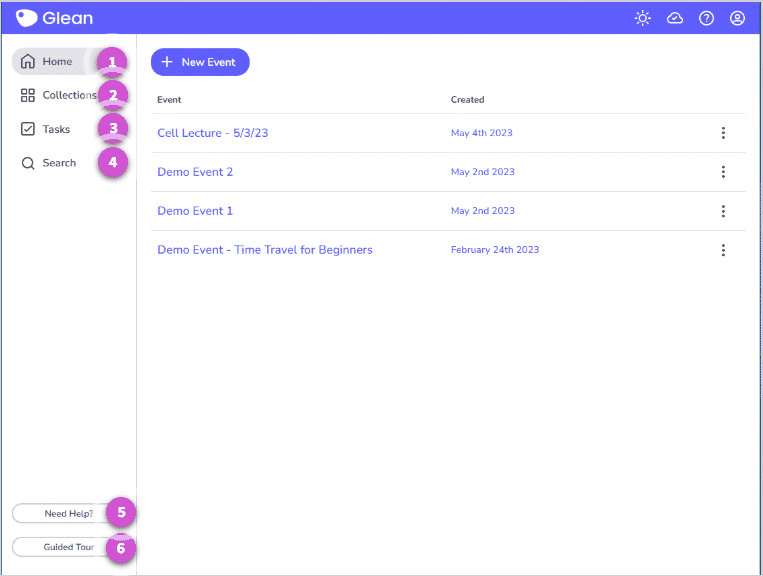 Glean
Home 1
Collections 2
Tasks 3
Search 4
+ New Event
Event Created
Cell Lecture - 5/3/23 May 4th 2023
Demo Event 2 May 2nd 2023
Demo Event 1 May 2nd 2023
Demo Event - Time Travel for Beginners February 24th 2023
Need Help? 5
Guided Tour 6